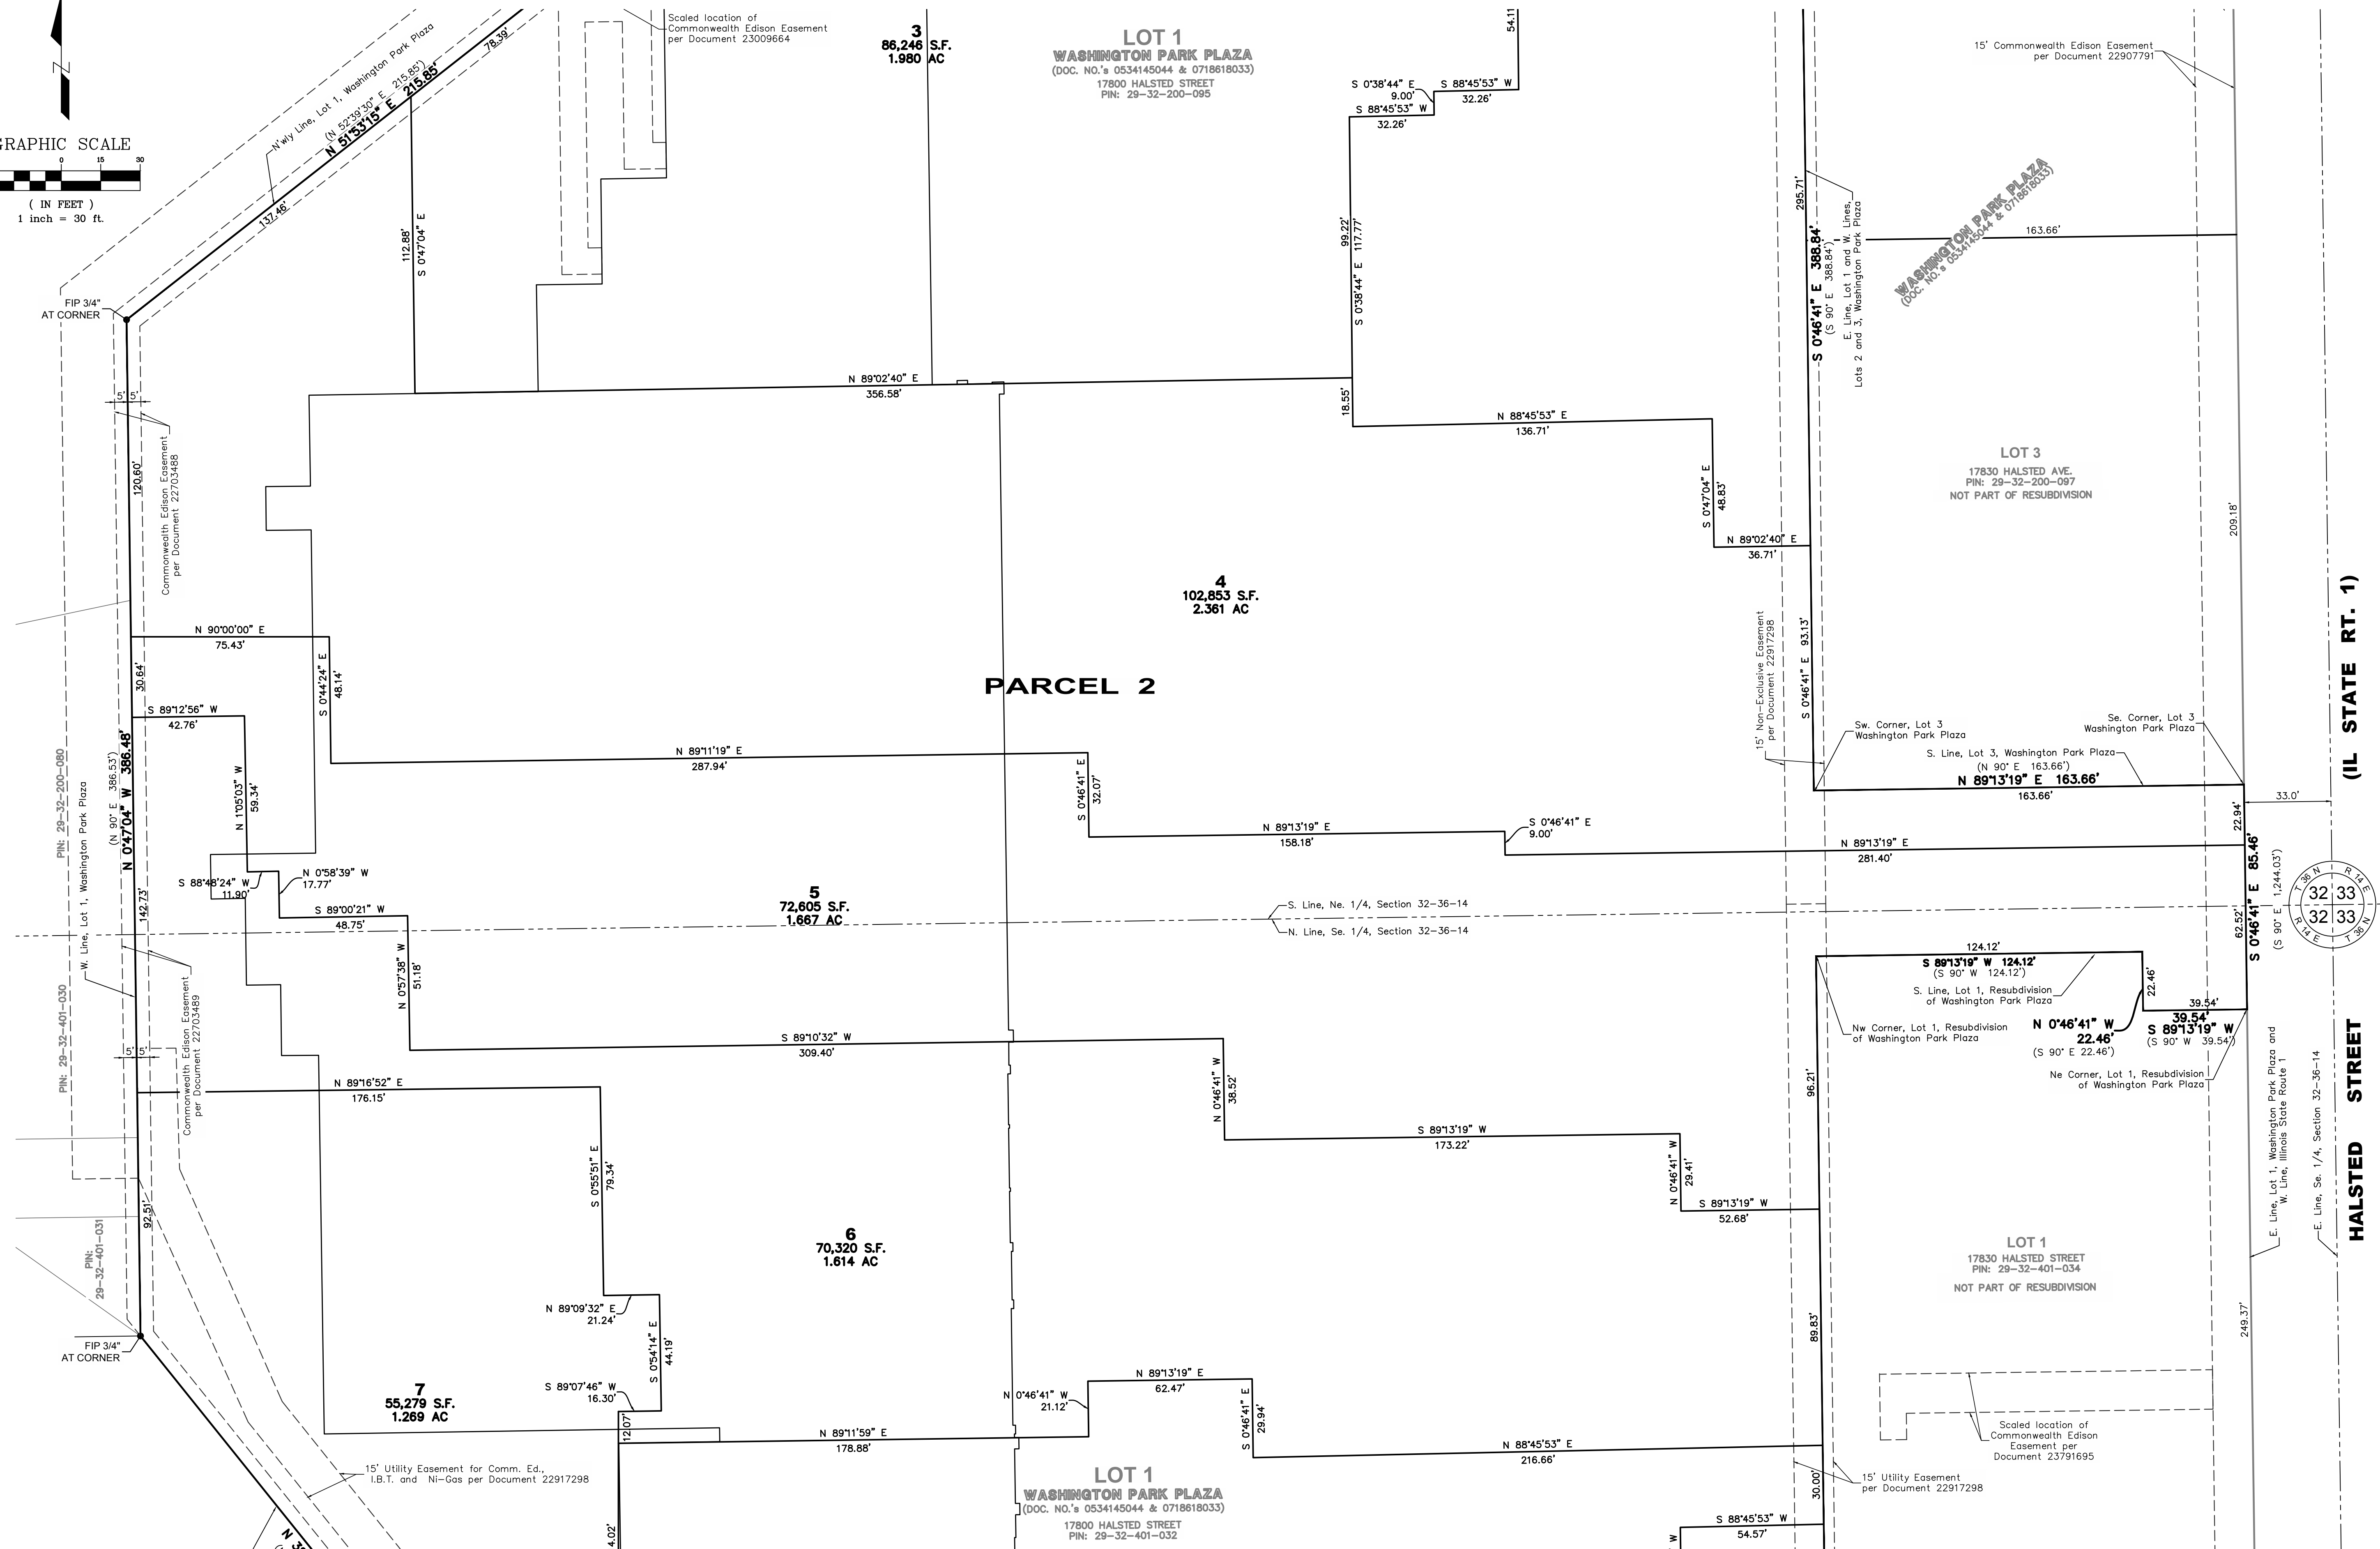 GRAPHIC SCALE
0 15 30
( IN FEET )
1 inch = 30 ft.
N'wly Line, Lot 1, Washington Park Plaza
(N 52°39'30" E 215.85')
N 51°53'15" E 215.85'
78.39'
137.46'
Scaled location of
Commonwealth Edison Easement
per Document 23009664
3
86,246 S.F.
1.980 AC
LOT 1
WASHINGTON PARK PLAZA
(DOC. NO.'s 0534145044 & 0718618033)
17800 HALSTED STREET
PIN: 29-32-200-095
54.11
S 0°38'44" E
9.00'
S 88°45'53" W
32.26'
S 88°45'53" W
32.26'
15' Commonwealth Edison Easement
per Document 22907791
295.71'
S 0°46'41" E 388.84'
(S 90° E 388.84')
E. Line, Lot 1 and W. Lines,
Lots 2 and 3, Washington Park Plaza
WASHINGTON PARK PLAZA
(DOC. NO.'s 0534145044 & 0718618033)
163.66'
112.88'
S 0°47'04" E
99.22'
S 0°38'44" E 117.77'
FIP 3/4"
AT CORNER
5' 5'
Commonwealth Edison Easement
per Document 22703488
120.60'
N 89°02'40" E
356.58'
18.55'
N 88°45'53" E
136.71'
S 0°47'04" E
48.83'
N 89°02'40" E
36.71'
LOT 3
17830 HALSTED AVE.
PIN: 29-32-200-097
NOT PART OF RESUBDIVISION
209.18'
4
102,853 S.F.
2.361 AC
PARCEL 2
N 90°00'00" E
75.43'
S 0°44'24" E
48.14'
30.64'
S 89°12'56" W
42.76'
N 1°05'03" W
59.34'
N 89°11'19" E
287.94'
S 0°46'41" E
32.07'
N 89°13'19" E
158.18'
S 0°46'41" E
9.00'
N 89°13'19" E
281.40'
15' Non-Exclusive Easement
per Document 22917298
S 0°46'41" E 93.13'
Sw. Corner, Lot 3
Washington Park Plaza
Se. Corner, Lot 3
Washington Park Plaza
S. Line, Lot 3, Washington Park Plaza
(N 90° E 163.66')
N 89°13'19" E 163.66'
163.66'
33.0'
22.94'
S 0°46'41" E 85.46'
(S 90° E 1,244.03')
62.52'
(IL STATE RT. 1)
HALSTED STREET
PIN: 29-32-200-080
W. Line, Lot 1, Washington Park Plaza
(N 90° E 386.53')
N 0°47'04" W 386.48'
142.73'
S 88°48'24" W
11.90'
N 0°58'39" W
17.77'
S 89°00'21" W
48.75'
5
72,605 S.F.
1.667 AC
S. Line, Ne. 1/4, Section 32-36-14
N. Line, Se. 1/4, Section 32-36-14
T 36 N R 14 E
32 33
32 33
R 14 E T 36 N
N 0°57'38" W
51.18'
PIN: 29-32-401-030
5' 5'
Commonwealth Edison Easement
per Document 22703489
S 89°10'32" W
309.40'
124.12'
S 89°13'19" W 124.12'
(S 90° W 124.12')
S. Line, Lot 1, Resubdivision
of Washington Park Plaza
22.46'
39.54'
39.54'
S 89°13'19" W
(S 90° W 39.54')
N 0°46'41" W
22.46'
(S 90° E 22.46')
Nw Corner, Lot 1, Resubdivision
of Washington Park Plaza
Ne Corner, Lot 1, Resubdivision
of Washington Park Plaza
E. Line, Lot 1, Washington Park Plaza and
W. Line, Illinois State Route 1
E. Line, Se. 1/4, Section 32-36-14
N 89°16'52" E
176.15'
N 0°46'41" W
38.52'
S 89°13'19" W
173.22'
96.21'
N 0°46'41" W
29.41'
S 89°13'19" W
52.68'
S 0°55'51" E
79.34'
92.51'
PIN:
29-32-401-031
6
70,320 S.F.
1.614 AC
LOT 1
17830 HALSTED STREET
PIN: 29-32-401-034
NOT PART OF RESUBDIVISION
249.37'
N 89°09'32" E
21.24'
S 0°54'14" E
44.19'
FIP 3/4"
AT CORNER
89.83'
7
55,279 S.F.
1.269 AC
S 89°07'46" W
16.30'
12.07'
N 89°11'59" E
178.88'
N 0°46'41" W
21.12'
N 89°13'19" E
62.47'
S 0°46'41" E
29.94'
N 88°45'53" E
216.66'
Scaled location of
Commonwealth Edison
Easement per
Document 23791695
15' Utility Easement for Comm. Ed.,
I.B.T. and Ni-Gas per Document 22917298
LOT 1
WASHINGTON PARK PLAZA
(DOC. NO.'s 0534145044 & 0718618033)
17800 HALSTED STREET
PIN: 29-32-401-032
30.00'
15' Utility Easement
per Document 22917298
S 88°45'53" W
54.57'
4.02'
W